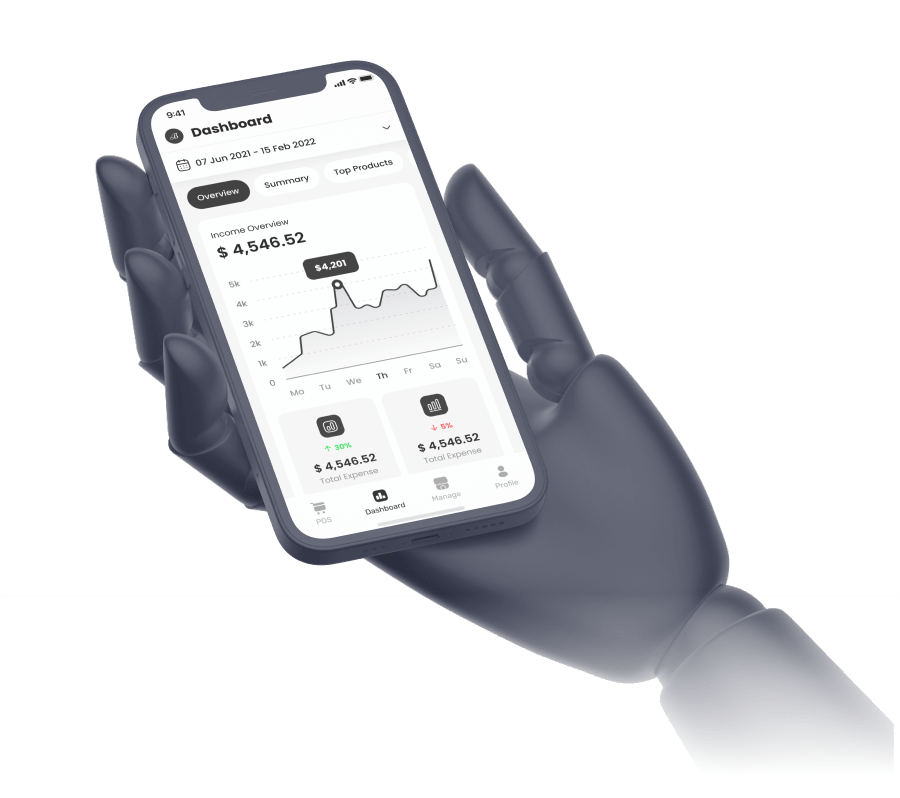 9:41
Dashboard
07 Jun 2021 - 15 Feb 2022
Overview Summary Top Products
Income Overview
$ 4,546.52
$4,201
5k
4k
3k
2k
1k
0
Mo Tu We Th Fr Sa Su
↑ 30% ↓ 5%
$ 4,546.52 $ 4,546.52
Total Expense Total Expense
POS Dashboard Manage Profile